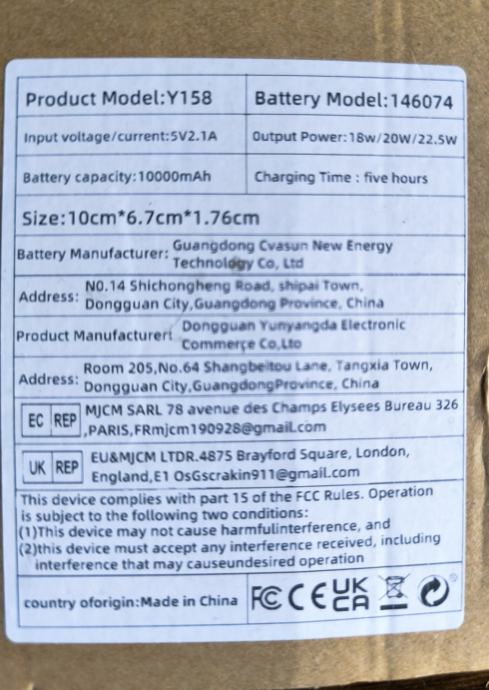 Product Model:Y158
Battery Model:146074
Input voltage/current:5V2.1A
Output Power:18w/20W/22.5W
Battery capacity:10000mAh
Charging Time : five hours
Size:10cm*6.7cm*1.76cm
Battery Manufacturer: Guangdong Cvasun New Energy
Technology Co, Ltd
Address: NO.14 Shichongheng Road, shipai Town,
Dongguan City,Guangdong Province, China
Product Manufacturer: Dongguan Yunyangda Electronic
Commerce Co,Lto
Address: Room 205,No.64 Shangbeitou Lane, Tangxia Town,
Dongguan City,GuangdongProvince, China
EC REP MJCM SARL 78 avenue des Champs Elysees Bureau 326
,PARIS,FRmjcm190928@gmail.com
UK REP EU&MJCM LTDR.4875 Brayford Square, London,
England,E1 OsGscrakin911@gmail.com
This device complies with part 15 of the FCC Rules. Operation
is subject to the following two conditions:
(1)This device may not cause harmfulinterference, and
(2)this device must accept any interference received, including
interference that may causeundesired operation
country oforigin:Made in China
FC CE UK
CA